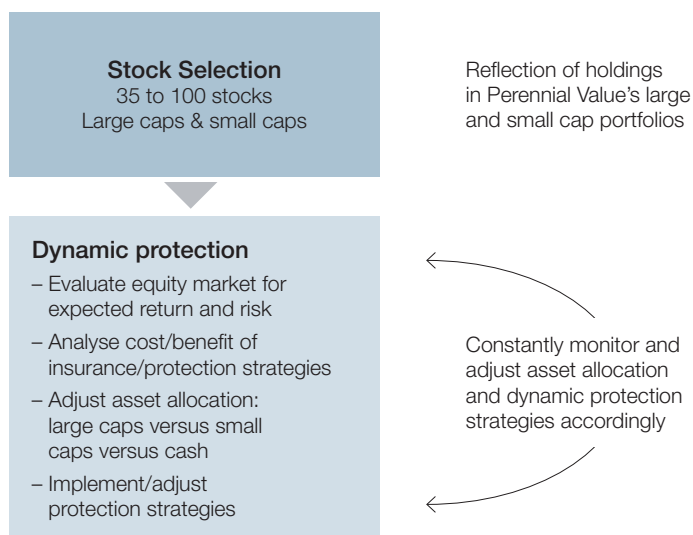 Stock Selection
35 to 100 stocks
Large caps & small caps
Reflection of holdings
in Perennial Value's large
and small cap portfolios
Dynamic protection
– Evaluate equity market for
expected return and risk
– Analyse cost/benefit of
insurance/protection strategies
– Adjust asset allocation:
large caps versus small
caps versus cash
– Implement/adjust
protection strategies
Constantly monitor and
adjust asset allocation
and dynamic protection
strategies accordingly